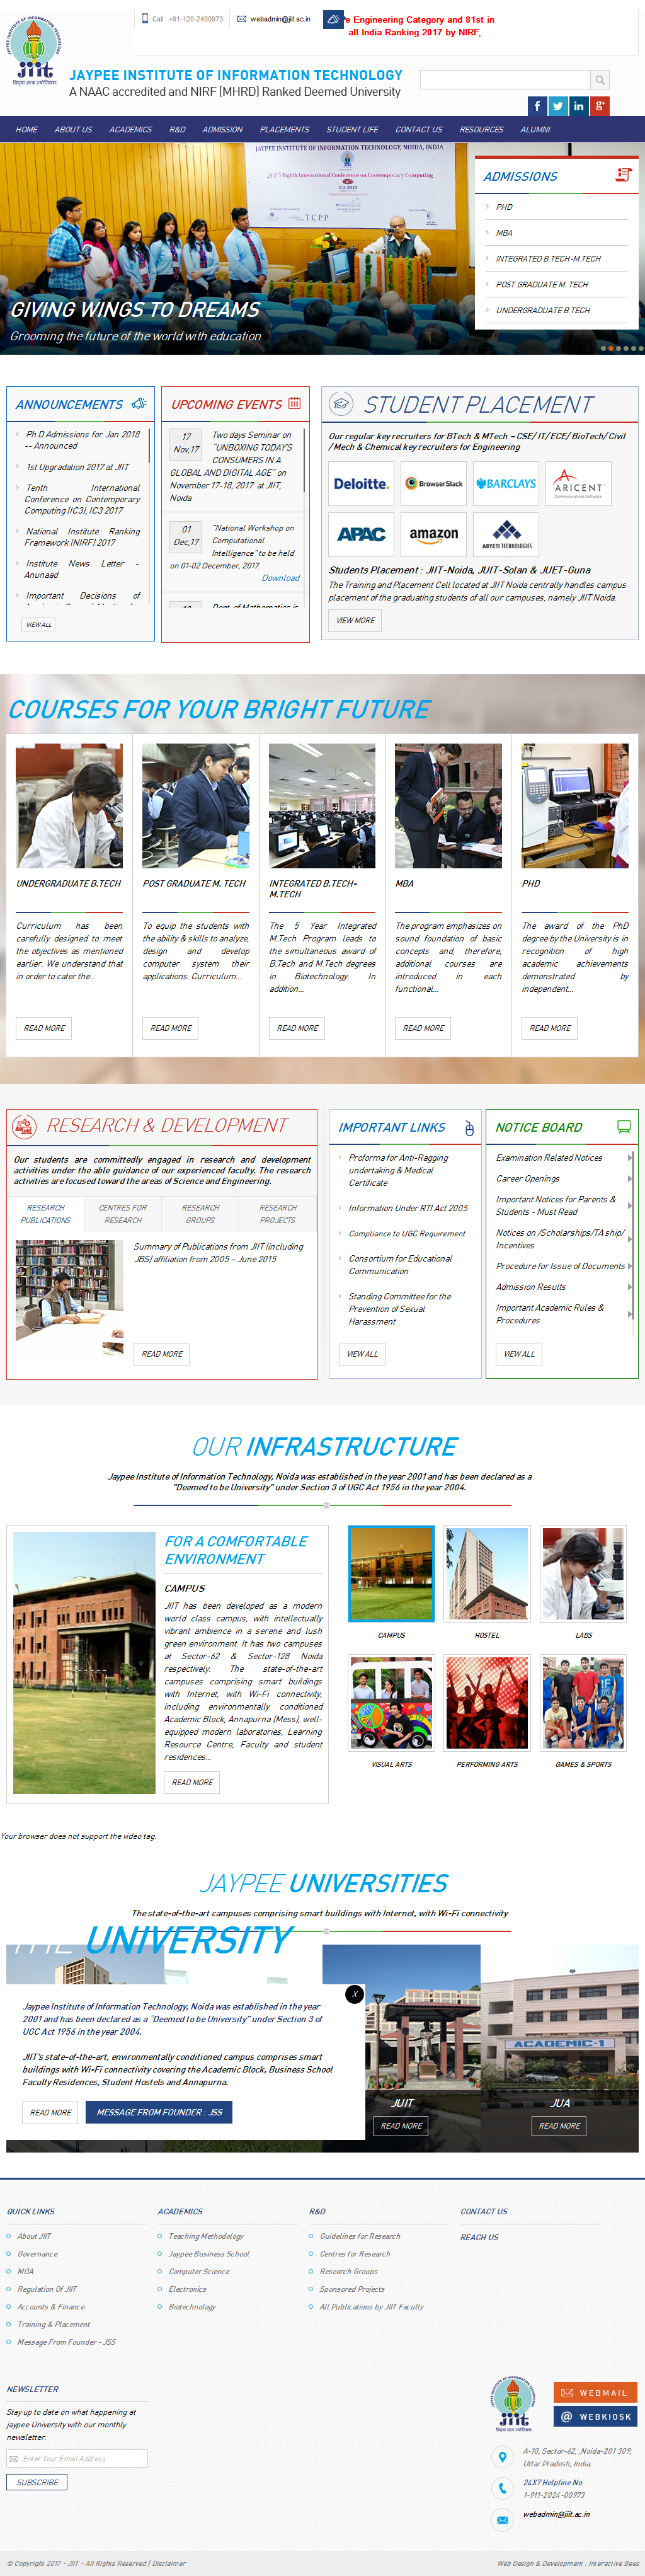 Call : +91-120-2400973
webadmin@jiit.ac.in
e Engineering Category and 81st in
all India Ranking 2017 by NIRF,
jiit
JAYPEE INSTITUTE OF INFORMATION TECHNOLOGY
A NAAC accredited and NIRF (MHRD) Ranked Deemed University
HOME ABOUT US ACADEMICS R&D ADMISSION PLACEMENTS STUDENT LIFE CONTACT US RESOURCES ALUMNI
JAYPEE INSTITUTE OF INFORMATION TECHNOLOGY, NOIDA, INDIA
GIVING WINGS TO DREAMS
Grooming the future of the world with education
ADMISSIONS
PHD
MBA
INTEGRATED B.TECH-M.TECH
POST GRADUATE M. TECH
UNDERGRADUATE B.TECH
ANNOUNCEMENTS
Ph.D Admissions for Jan 2018
-- Announced
1st Upgradation 2017 at JIIT
Tenth International
Conference on Contemporary
Computing (IC3), IC3 2017
National Institute Ranking
Framework (NIRF) 2017
Institute News Letter -
Anunaad
Important Decisions of
VIEW ALL
UPCOMING EVENTS
17
Nov,17
Two days Seminar on
"UNBOXING TODAY'S
CONSUMERS IN A
GLOBAL AND DIGITAL AGE" on
November 17-18, 2017 at JIIT,
Noida
01
Dec,17
"National Workshop on
Computational
Intelligence" to be held
on 01-02 December, 2017.
Download
Dept. of Mathematics is
STUDENT PLACEMENT
Our regular key recruiters for BTech & MTech – CSE/ IT/ ECE/ BioTech/ Civil
/ Mech & Chemical key recruiters for Engineering
Deloitte.
BrowserStack
BARCLAYS
ARICENT
APAC
amazon
ABYETI TECHNOLOGIES
Students Placement : JIIT-Noida, JUIT-Solan & JUET-Guna
The Training and Placement Cell located at JIIT Noida centrally handles campus
placement of the graduating students of all our campuses, namely JIIT Noida.
VIEW MORE
COURSES FOR YOUR BRIGHT FUTURE
UNDERGRADUATE B.TECH
Curriculum has been
carefully designed to meet
the objectives as mentioned
earlier. We understand that
in order to cater the...
READ MORE
POST GRADUATE M. TECH
To equip the students with
the ability & skills to analyze,
design and develop
computer system their
applications. Curriculum...
READ MORE
INTEGRATED B.TECH-
M.TECH
The 5 Year Integrated
M.Tech Program leads to
the simultaneous award of
B.Tech and M.Tech degrees
in Biotechnology. In
addition...
READ MORE
MBA
The program emphasizes on
sound foundation of basic
concepts and, therefore,
additional courses are
introduced in each
functional...
READ MORE
PHD
The award of the PhD
degree by the University is in
recognition of high
academic achievements
demonstrated by
independent...
READ MORE
RESEARCH & DEVELOPMENT
Our students are committedly engaged in research and development
activities under the able guidance of our experienced faculty. The research
activities are focused toward the areas of Science and Engineering.
RESEARCH
PUBLICATIONS
CENTRES FOR
RESEARCH
RESEARCH
GROUPS
RESEARCH
PROJECTS
Summary of Publications from JIIT (including
JBS) affiliation from 2005 – June 2015
READ MORE
IMPORTANT LINKS
Proforma for Anti-Ragging
undertaking & Medical
Certificate
Information Under RTI Act 2005
Compliance to UGC Requirement
Consortium for Educational
Communication
Standing Committee for the
Prevention of Sexual
Harassment
VIEW ALL
NOTICE BOARD
Examination Related Notices
Career Openings
Important Notices for Parents &
Students - Must Read
Notices on /Scholarships/TA ship/
Incentives
Procedure for Issue of Documents
Admission Results
Important Academic Rules &
Procedures
VIEW ALL
OUR INFRASTRUCTURE
Jaypee Institute of Information Technology, Noida was established in the year 2001 and has been declared as a
"Deemed to be University" under Section 3 of UGC Act 1956 in the year 2004.
FOR A COMFORTABLE
ENVIRONMENT
CAMPUS
JIIT has been developed as a modern
world class campus, with intellectually
vibrant ambience in a serene and lush
green environment. It has two campuses
at Sector-62 & Sector-128 Noida
respectively. The state-of-the-art
campuses comprising smart buildings
with Internet, with Wi-Fi connectivity,
including environmentally conditioned
Academic Block, Annapurna (Mess), well-
equipped modern laboratories, Learning
Resource Centre, Faculty and student
residences...
READ MORE
CAMPUS
HOSTEL
LABS
VISUAL ARTS
PERFORMING ARTS
GAMES & SPORTS
Your browser does not support the video tag.
JAYPEE UNIVERSITIES
The state-of-the-art campuses comprising smart buildings with Internet, with Wi-Fi connectivity
THE UNIVERSITY
X
Jaypee Institute of Information Technology, Noida was established in the year
2001 and has been declared as a "Deemed to be University" under Section 3 of
UGC Act 1956 in the year 2004.
JIIT's state-of-the-art, environmentally conditioned campus comprises smart
buildings with Wi-Fi connectivity covering the Academic Block, Business School
Faculty Residences, Student Hostels and Annapurna.
READ MORE
MESSAGE FROM FOUNDER : JSS
JUIT
READ MORE
ACADEMIC-1
JUA
READ MORE
QUICK LINKS
About JIIT
Governance
MOA
Regulation Of JIIT
Accounts & Finance
Training & Placement
Message From Founder - JSS
ACADEMICS
Teaching Methodology
Jaypee Business School
Computer Science
Electronics
Biotechnology
R&D
Guidelines for Research
Centres for Research
Research Groups
Sponsored Projects
All Publications by JIIT Faculty
CONTACT US
REACH US
NEWSLETTER
Stay up to date on what happening at
jaypee University with our monthly
newsletter.
Enter Your Email Address
SUBSCRIBE
jiit
WEBMAIL
WEBKIOSK
A-10, Sector-62, ,Noida-201 309,
Uttar Pradesh, India.
24X7 Helpline No
1-911-2024-00973
webadmin@jiit.ac.in
© Copyright 2017 - JIIT - All Rights Reserved | Disclaimer
Web Design & Development : Interactive Bees